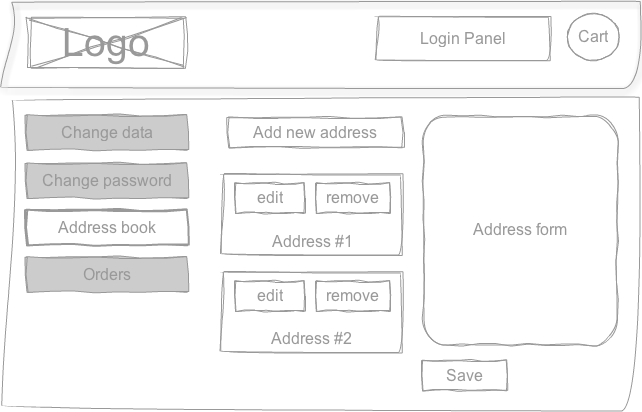 Logo
Login Panel
Cart
Change data
Change password
Address book
Orders
Add new address
edit
remove
Address #1
edit
remove
Address #2
Address form
Save